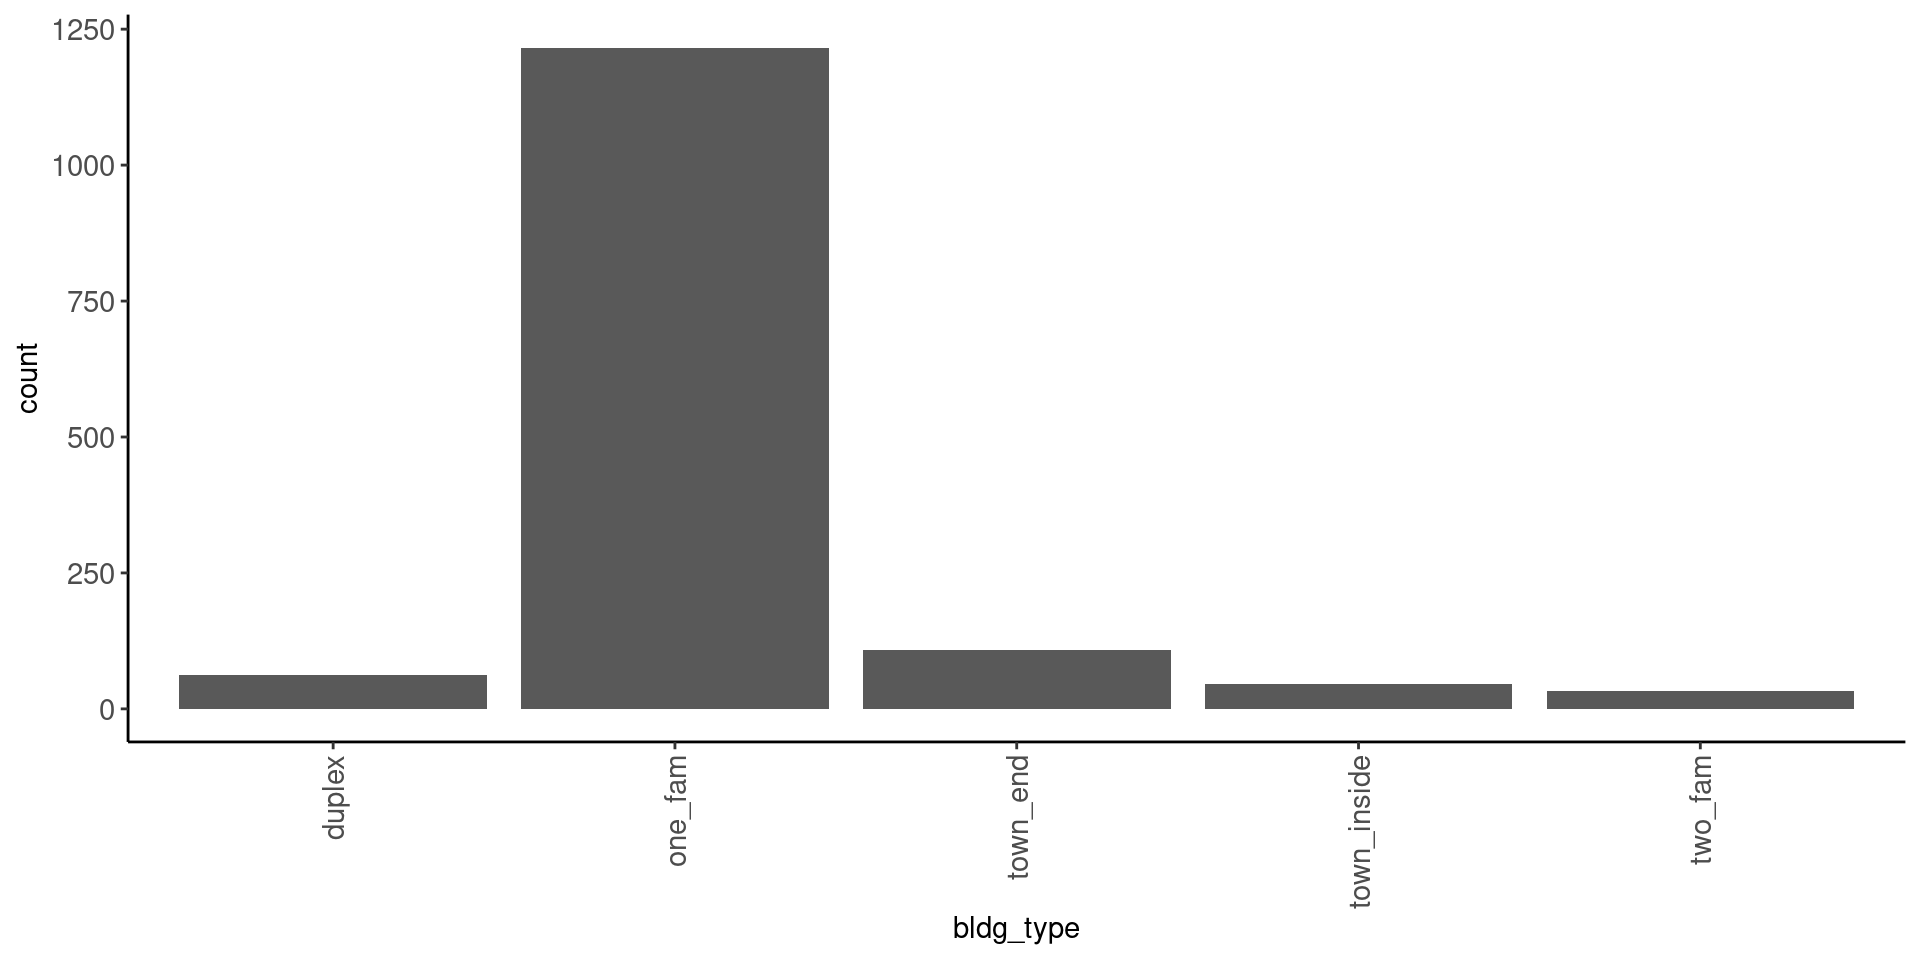 1250
1000
750
500
250
0
count
duplex
one_fam
town_end
town_inside
two_fam
bldg_type